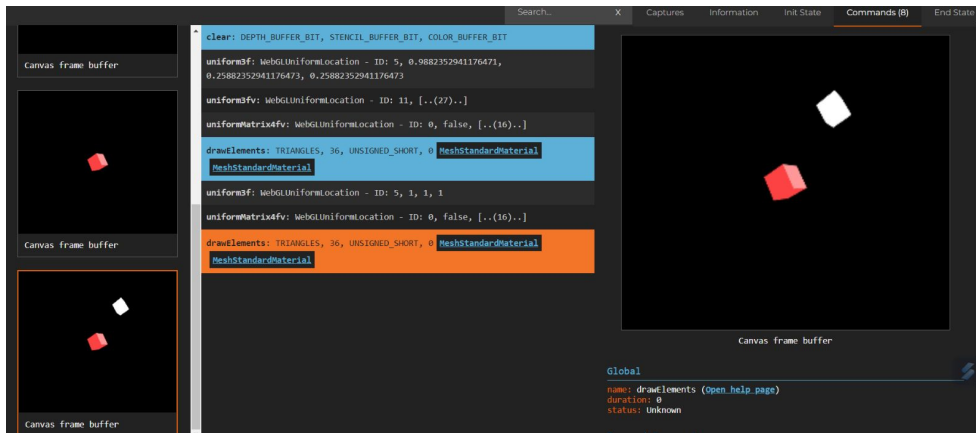 Search...
X
Captures
Information
Init State
Commands (8)
End State
Canvas frame buffer
Canvas frame buffer
Canvas frame buffer
clear: DEPTH_BUFFER_BIT, STENCIL_BUFFER_BIT, COLOR_BUFFER_BIT
uniform3f: WebGLUniformLocation - ID: 5, 0.9882352941176471,
0.25882352941176473, 0.25882352941176473
uniform3fv: WebGLUniformLocation - ID: 11, [..(27)..]
uniformMatrix4fv: WebGLUniformLocation - ID: 0, false, [..(16)..]
drawElements: TRIANGLES, 36, UNSIGNED_SHORT, 0 MeshStandardMaterial
MeshStandardMaterial
uniform3f: WebGLUniformLocation - ID: 5, 1, 1, 1
uniformMatrix4fv: WebGLUniformLocation - ID: 0, false, [..(16)..]
drawElements: TRIANGLES, 36, UNSIGNED_SHORT, 0 MeshStandardMaterial
MeshStandardMaterial
Canvas frame buffer
Global
name: drawElements (Open help page)
duration: 0
status: Unknown